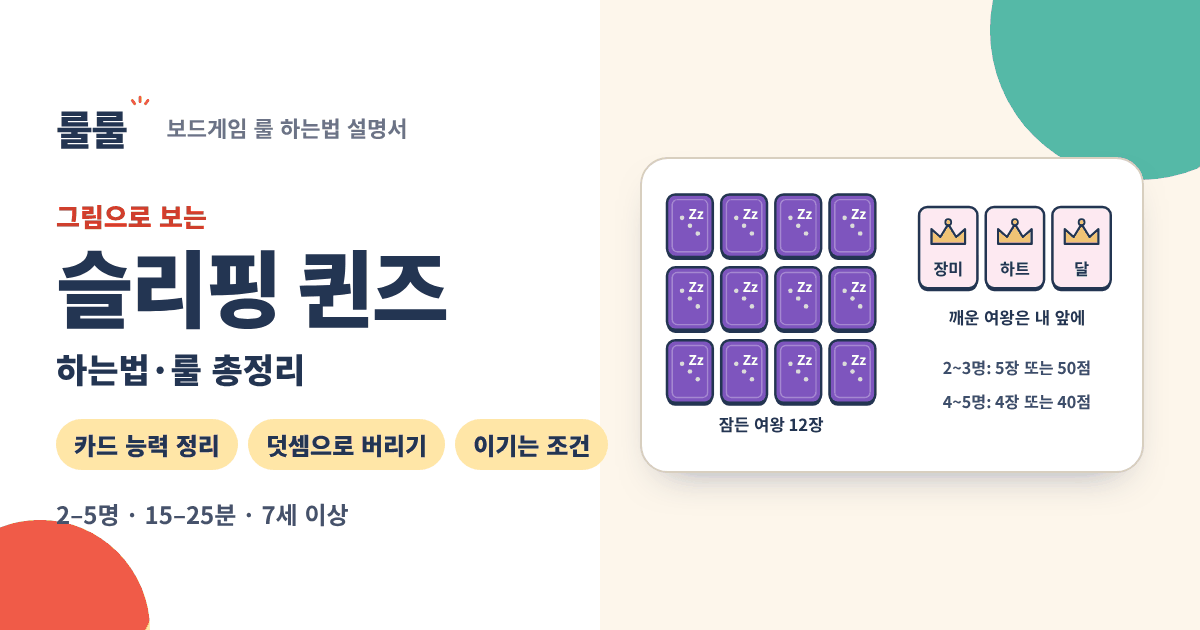 룰룰
보드게임 룰 하는법 설명서
그림으로 보는
슬리핑 퀸즈
하는법·룰 총정리
카드 능력 정리
덧셈으로 버리기
이기는 조건
2–5명 · 15–25분 · 7세 이상
Zz Zz Zz Zz
Zz Zz Zz Zz
Zz Zz Zz Zz
잠든 여왕 12장
장미 하트 달
깨운 여왕은 내 앞에
2~3명: 5장 또는 50점
4~5명: 4장 또는 40점